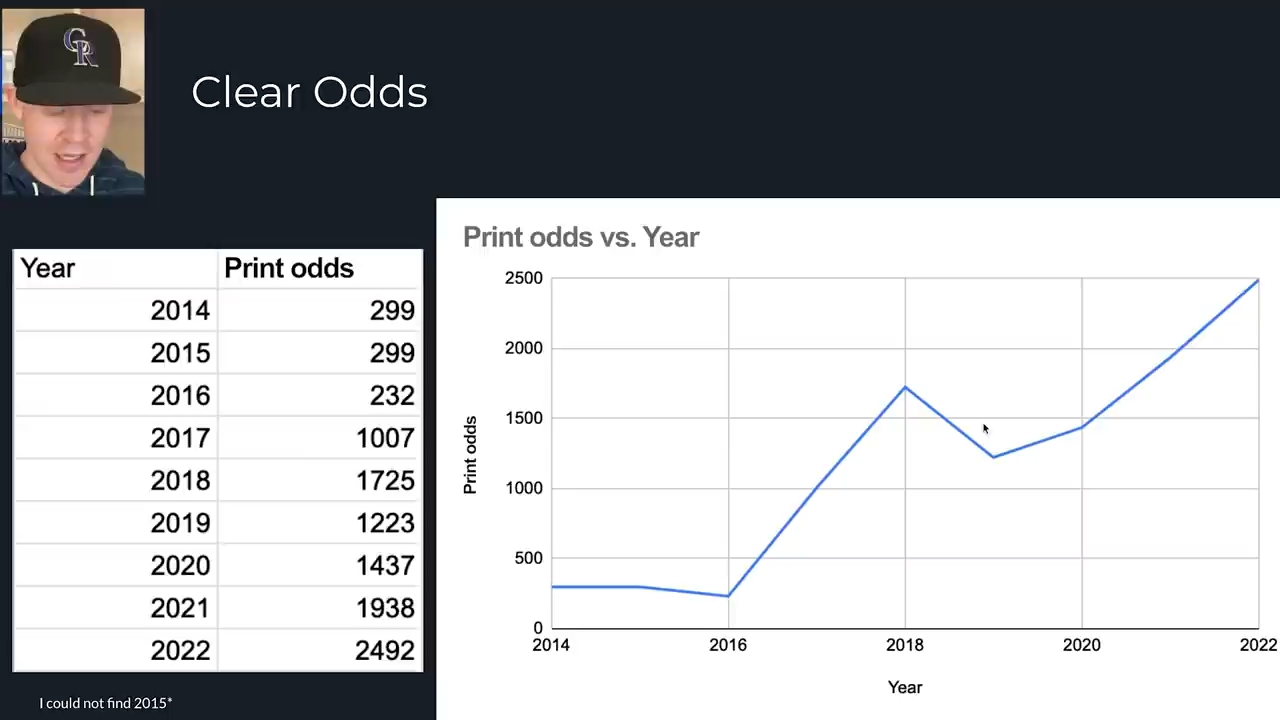 CR
Clear Odds
Year Print odds
2014 299
2015 299
2016 232
2017 1007
2018 1725
2019 1223
2020 1437
2021 1938
2022 2492
I could not find 2015*
Print odds vs. Year
Print odds
2500
2000
1500
1000
500
0
2014 2016 2018 2020 2022
Year